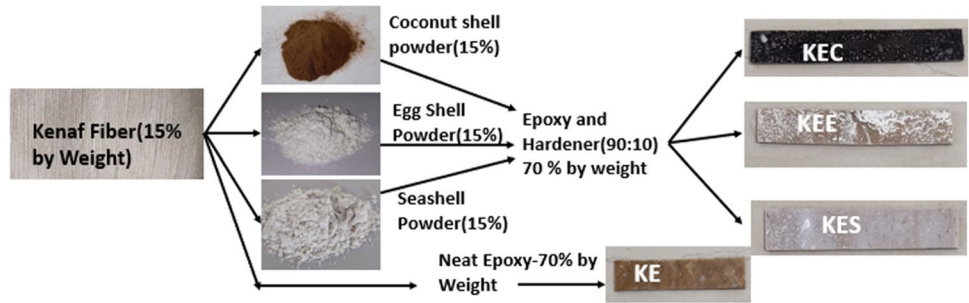 Kenaf Fiber(15%
by Weight)
Coconut shell
powder(15%)
Egg Shell
Powder(15%)
Seashell
Powder(15%)
Epoxy and
Hardener(90:10)
70 % by weight
KEC
KEE
KES
Neat Epoxy-70% by
Weight
KE